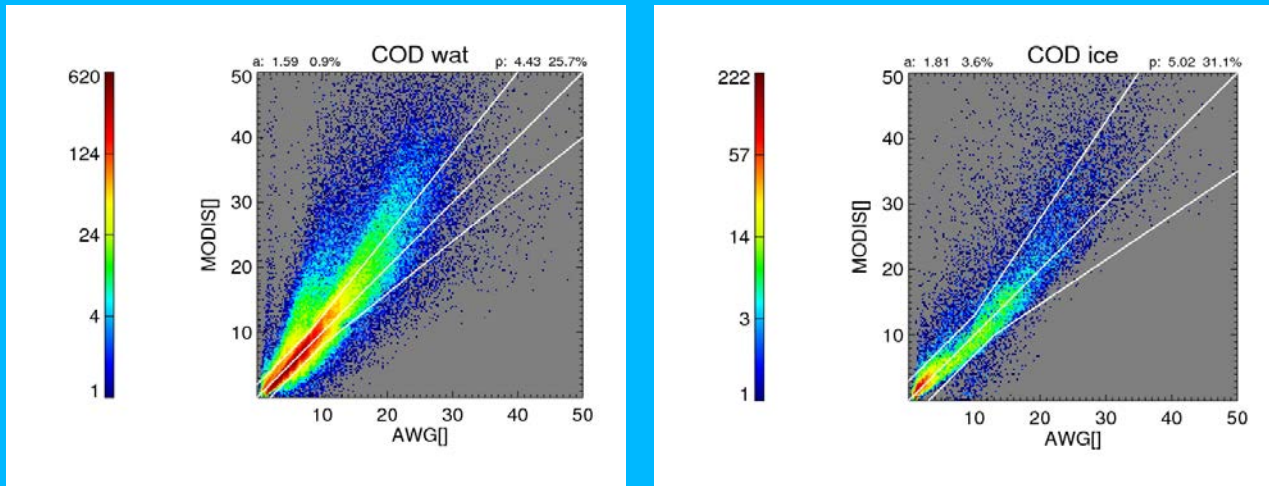 COD wat
a: 1.59 0.9% p: 4.43 25.7%
620
124
24
4
1
50
40
30
20
10
MODIS[]
10 20 30 40 50
AWG[]
COD ice
a: 1.81 3.6% p: 5.02 31.1%
222
57
14
3
1
50
40
30
20
10
0
MODIS[]
10 20 30 40 50
AWG[]